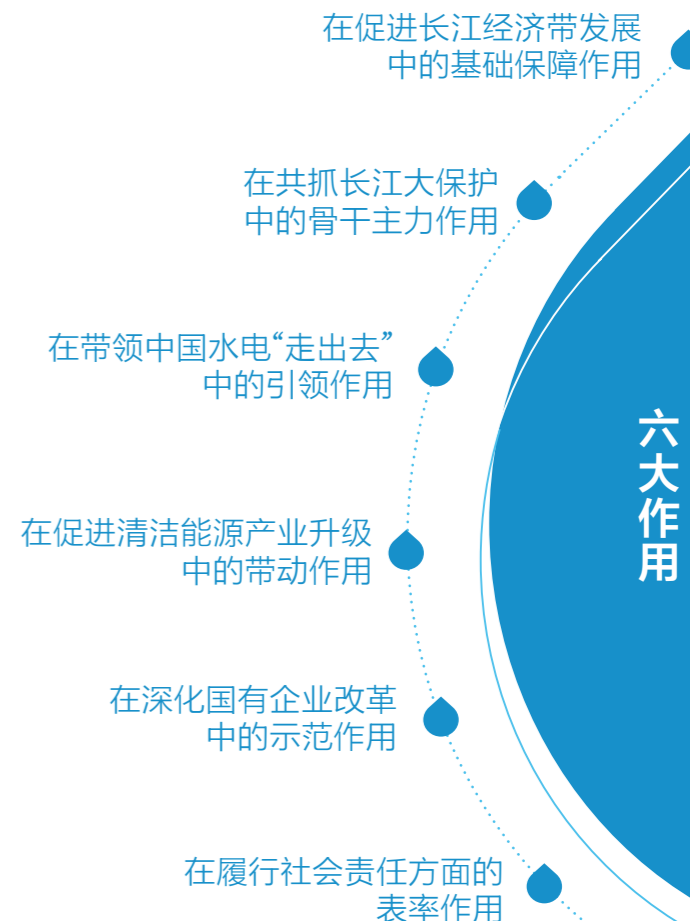 在促进长江经济带发展
中的基础保障作用
在共抓长江大保护
中的骨干主力作用
在带领中国水电“走出去”
中的引领作用
在促进清洁能源产业升级
中的带动作用
在深化国有企业改革
中的示范作用
在履行社会责任方面的
表率作用
六大作用